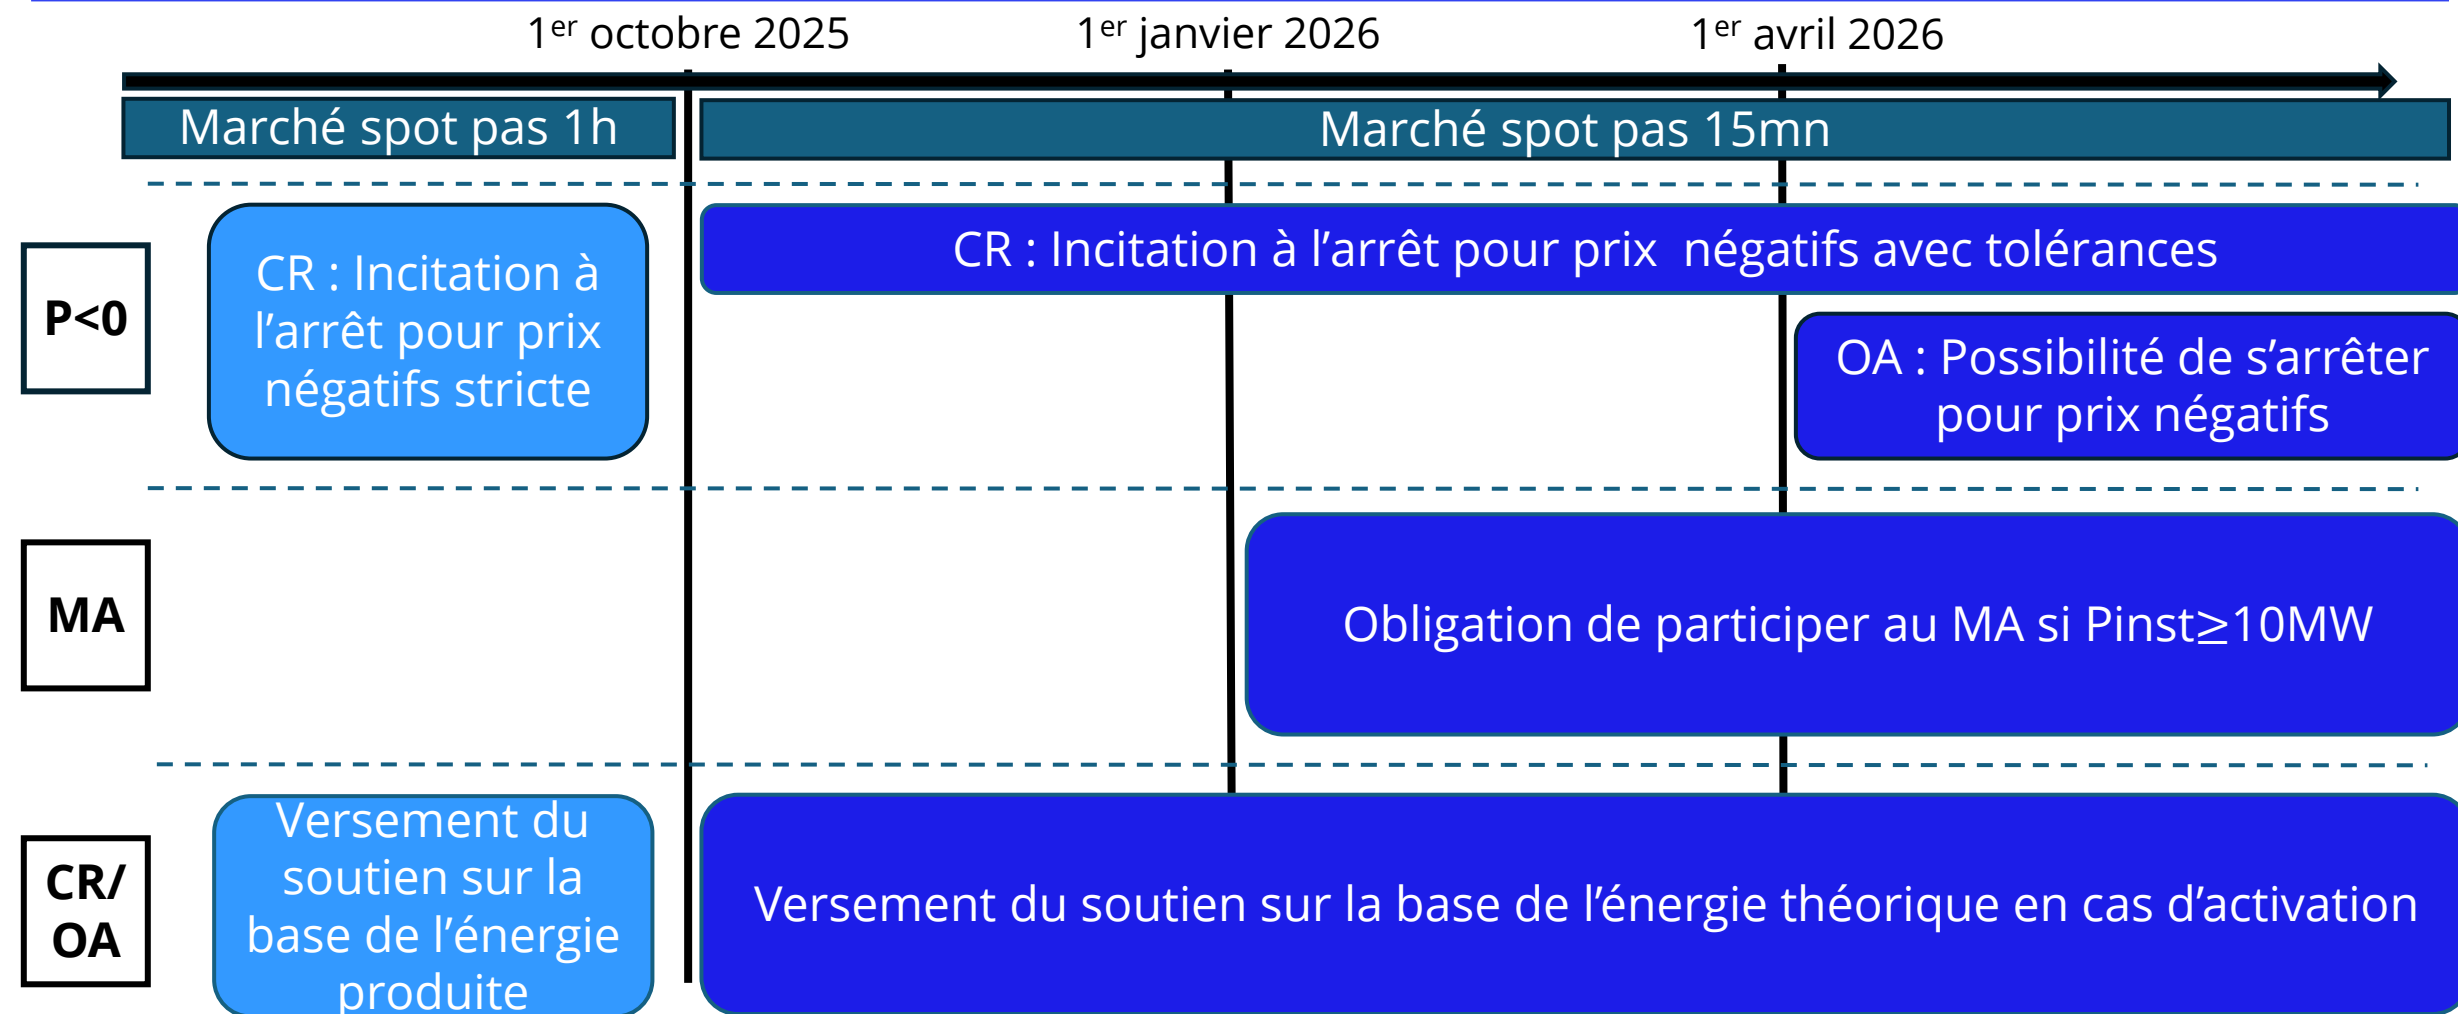 1er octobre 2025
1er janvier 2026
1er avril 2026
Marché spot pas 1h
Marché spot pas 15mn
P<0
CR : Incitation à
l’arrêt pour prix
négatifs stricte
CR : Incitation à l’arrêt pour prix  négatifs avec tolérances
OA : Possibilité de s’arrêter
pour prix négatifs
MA
Obligation de participer au MA si Pinst≥10MW
CR/
OA
Versement du
soutien sur la
base de l’énergie
produite
Versement du soutien sur la base de l’énergie théorique en cas d’activation